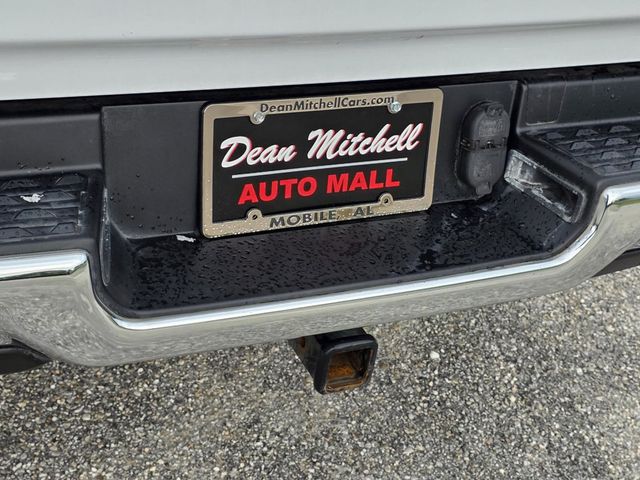 DeanMitchellCars.com
Dean Mitchell
AUTO MALL
MOBILE, AL